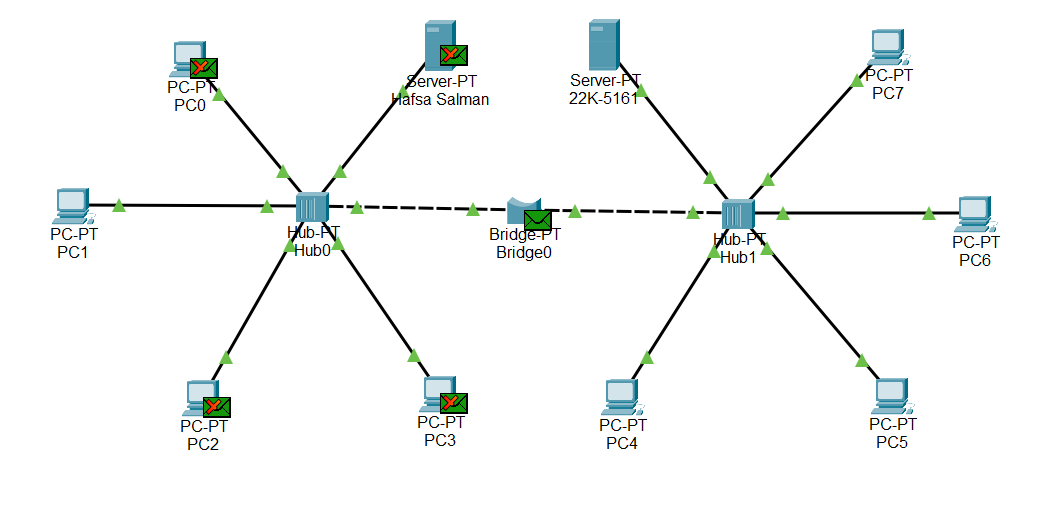 PC-PT
PC0
Server-PT
Hafsa Salman
Server-PT
22K-5161
PC-PT
PC7
PC-PT
PC1
Hub-PT
Hub0
Bridge-PT
Bridge0
Hub-PT
Hub1
PC-PT
PC6
PC-PT
PC2
PC-PT
PC3
PC-PT
PC4
PC-PT
PC5